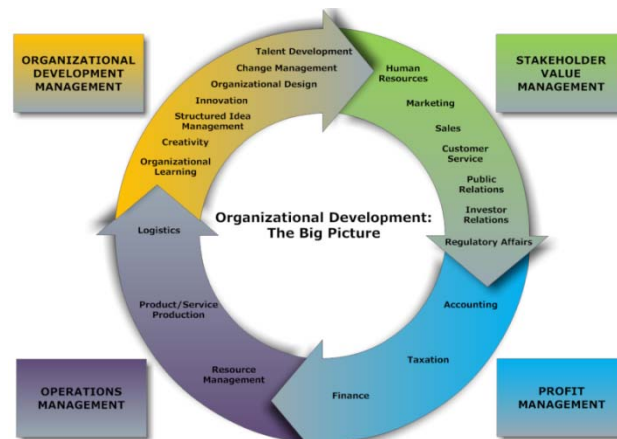 ORGANIZATIONAL
DEVELOPMENT
MANAGEMENT
STAKEHOLDER
VALUE
MANAGEMENT
Talent Development
Change Management
Organizational Design
Innovation
Structured Idea
Management
Creativity
Organizational
Learning
Human
Resources
Marketing
Sales
Customer
Service
Public
Relations
Investor
Relations
Regulatory Affairs
Organizational Development:
The Big Picture
Logistics
Product/Service
Production
Resource
Management
Accounting
Taxation
Finance
OPERATIONS
MANAGEMENT
PROFIT
MANAGEMENT